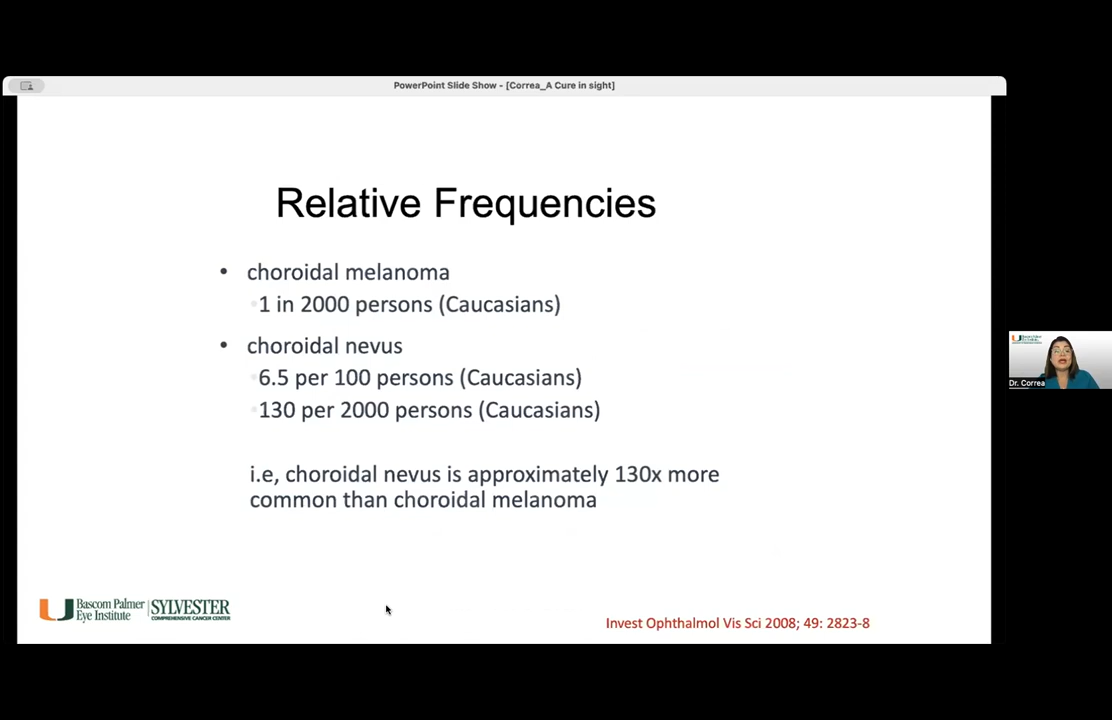 PowerPoint Slide Show - [Correa_A Cure in sight]
Relative Frequencies
• choroidal melanoma
▪1 in 2000 persons (Caucasians)
• choroidal nevus
▪6.5 per 100 persons (Caucasians)
▪130 per 2000 persons (Caucasians)
i.e, choroidal nevus is approximately 130x more
common than choroidal melanoma
Dr. Correa
Bascom Palmer
Eye Institute
SYLVESTER
COMPREHENSIVE CANCER CENTER
Invest Ophthalmol Vis Sci 2008; 49: 2823-8